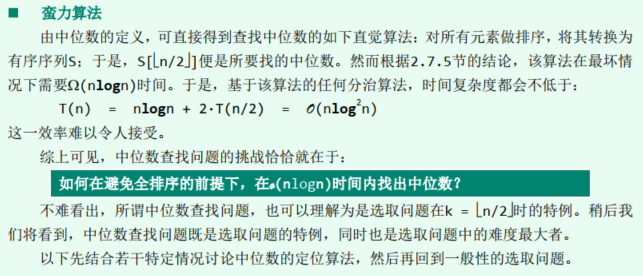 ■ 蛮力算法
由中位数的定义，可直接得到查找中位数的如下直觉算法：对所有元素做排序，将其转换为
有序序列S；于是，S[⌊n/2⌋]便是所要找的中位数。然而根据2.7.5节的结论，该算法在最坏情
况下需要Ω(nlogn)时间。于是，基于该算法的任何分治算法，时间复杂度都会不低于：
T(n) = nlogn + 2·T(n/2) = O(nlog²n)
这一效率难以令人接受。
综上可见，中位数查找问题的挑战恰恰就在于：
如何在避免全排序的前提下，在o(nlogn)时间内找出中位数？
不难看出，所谓中位数查找问题，也可以理解为是选取问题在k = ⌊n/2⌋时的特例。稍后我
们将看到，中位数查找问题既是选取问题的特例，同时也是选取问题中的难度最大者。
以下先结合若干特定情况讨论中位数的定位算法，然后再回到一般性的选取问题。